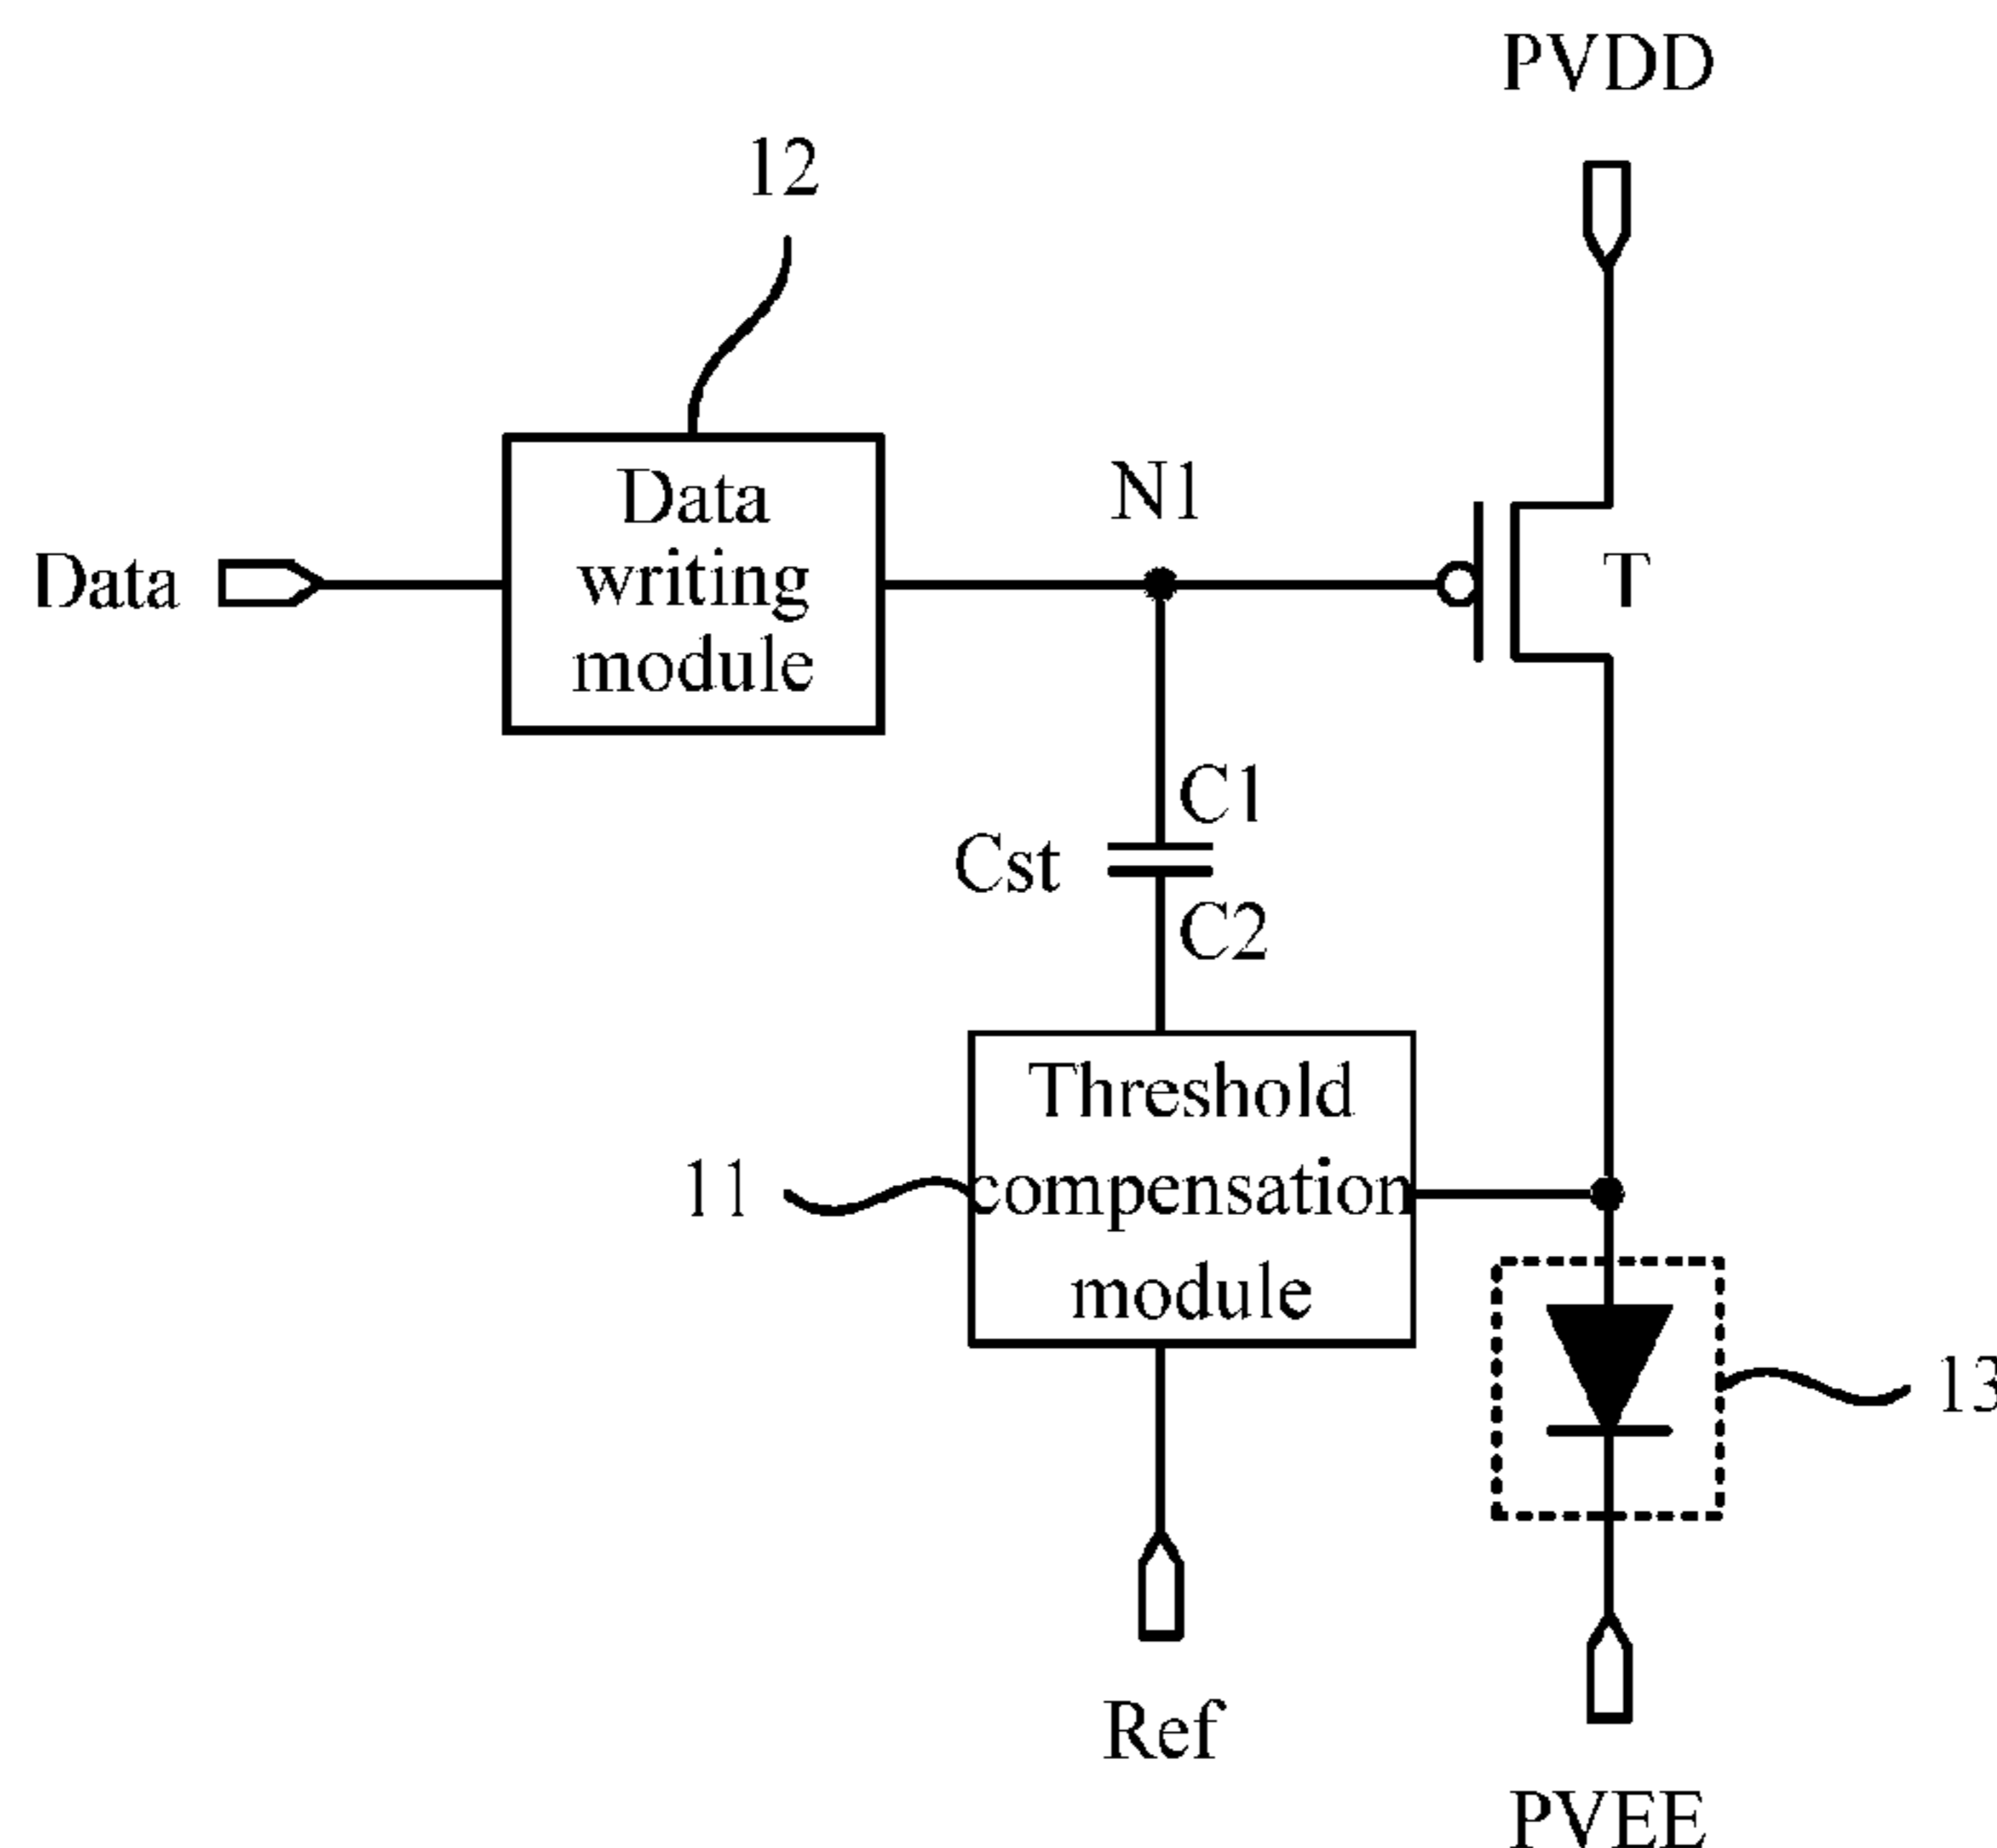 PVDD
12
Data
writing
module
N1
Data
T
C1
Cst
C2
Threshold
compensation
module
11
13
Ref
PVEE